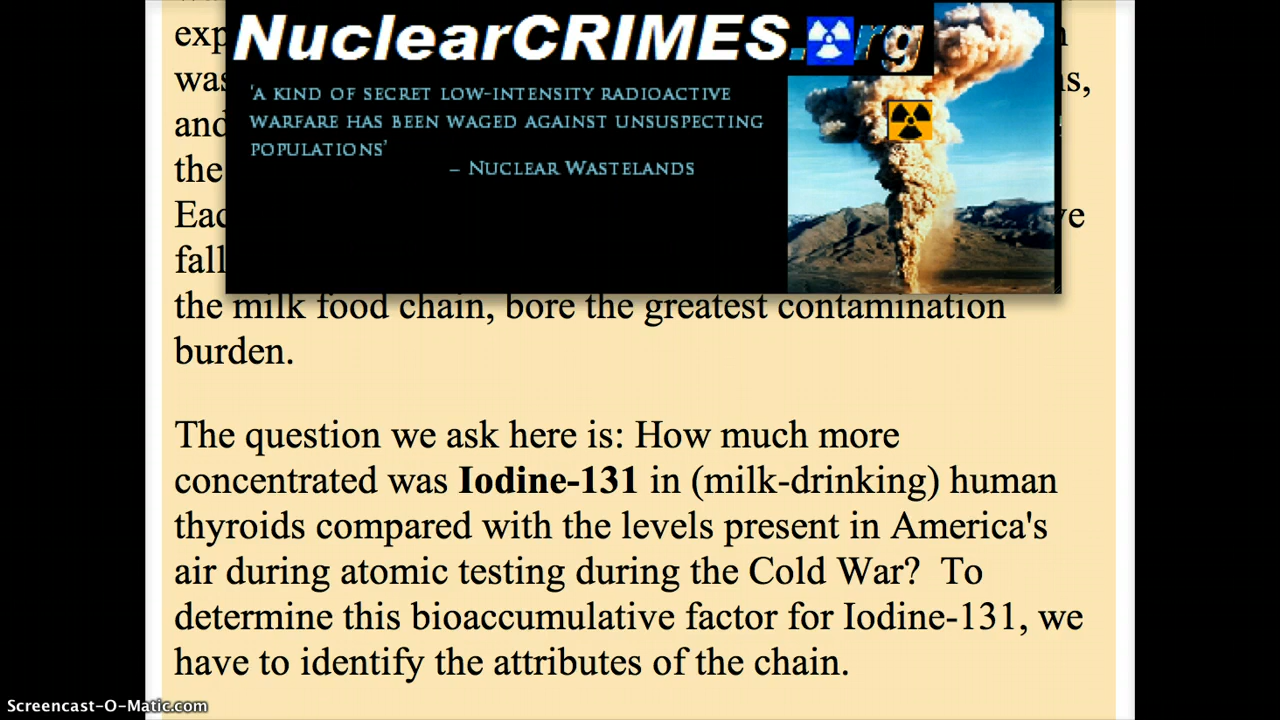 exp
was
and
the
Eac
fall
NuclearCRIMES.org
'A KIND OF SECRET LOW-INTENSITY RADIOACTIVE
WARFARE HAS BEEN WAGED AGAINST UNSUSPECTING
POPULATIONS'
– NUCLEAR WASTELANDS
s,
ve
the milk food chain, bore the greatest contamination
burden.
The question we ask here is: How much more
concentrated was Iodine-131 in (milk-drinking) human
thyroids compared with the levels present in America's
air during atomic testing during the Cold War? To
determine this bioaccumulative factor for Iodine-131, we
have to identify the attributes of the chain.
Screencast-O-Matic.com